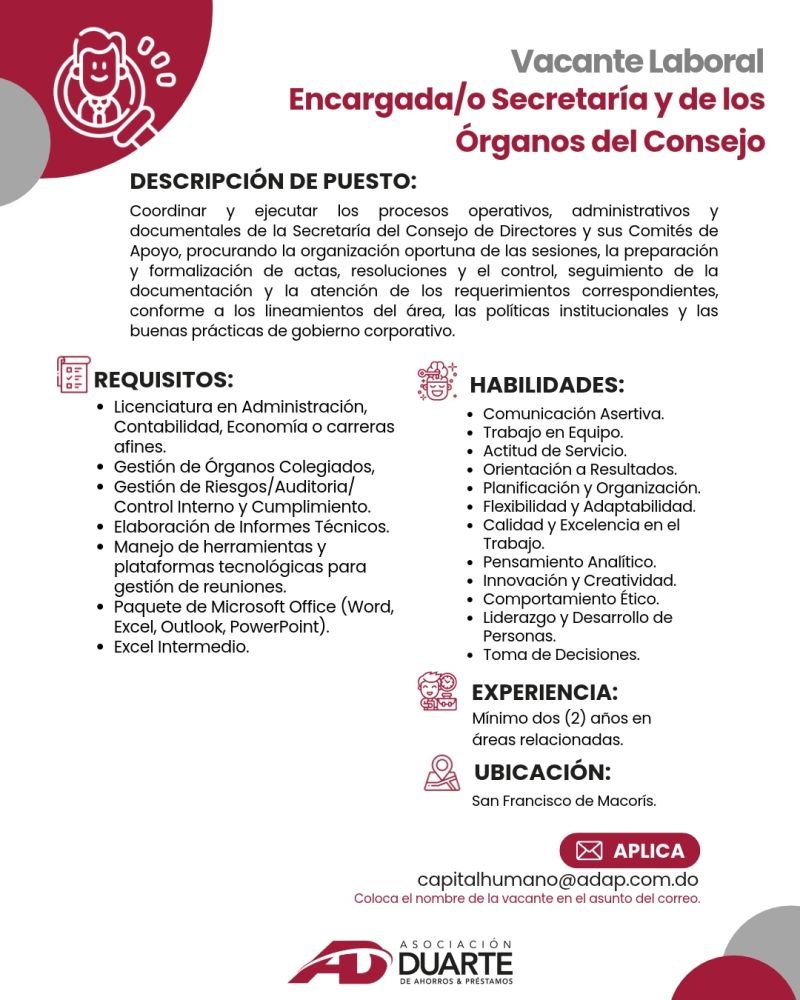 Vacante Laboral
Encargada/o Secretaría y de los
Órganos del Consejo
DESCRIPCIÓN DE PUESTO:
Coordinar y ejecutar los procesos operativos, administrativos y
documentales de la Secretaría del Consejo de Directores y sus Comités de
Apoyo, procurando la organización oportuna de las sesiones, la preparación
y formalización de actas, resoluciones y el control, seguimiento de la
documentación y la atención de los requerimientos correspondientes,
conforme a los lineamientos del área, las políticas institucionales y las
buenas prácticas de gobierno corporativo.
REQUISITOS:
• Licenciatura en Administración,
Contabilidad, Economía o carreras
afines.
• Gestión de Órganos Colegiados,
• Gestión de Riesgos/Auditoria/
Control Interno y Cumplimiento.
• Elaboración de Informes Técnicos.
• Manejo de herramientas y
plataformas tecnológicas para
gestión de reuniones.
• Paquete de Microsoft Office (Word,
Excel, Outlook, PowerPoint).
• Excel Intermedio.
HABILIDADES:
• Comunicación Asertiva.
• Trabajo en Equipo.
• Actitud de Servicio.
• Orientación a Resultados.
• Planificación y Organización.
• Flexibilidad y Adaptabilidad.
• Calidad y Excelencia en el
Trabajo.
• Pensamiento Analítico.
• Innovación y Creatividad.
• Comportamiento Ético.
• Liderazgo y Desarrollo de
Personas.
• Toma de Decisiones.
EXPERIENCIA:
Mínimo dos (2) años en
áreas relacionadas.
UBICACIÓN:
San Francisco de Macorís.
APLICA
capitalhumano@adap.com.do
Coloca el nombre de la vacante en el asunto del correo.
AD
ASOCIACIÓN
DUARTE
DE AHORROS & PRÉSTAMOS